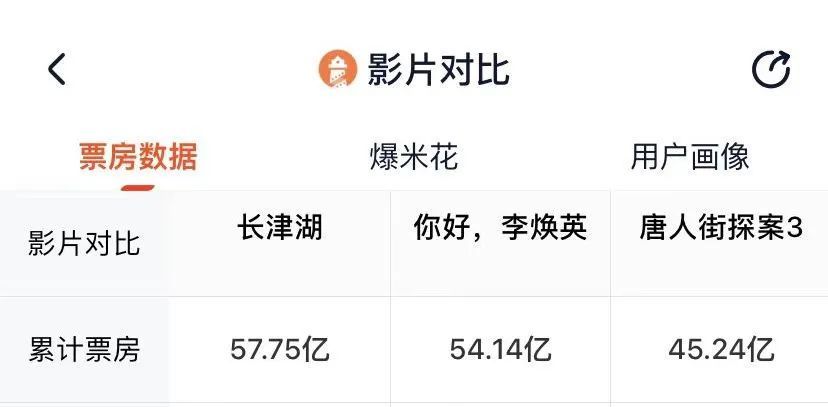 影片对比
票房数据 爆米花 用户画像
影片对比 长津湖 你好，李焕英 唐人街探案3
累计票房 57.75亿 54.14亿 45.24亿